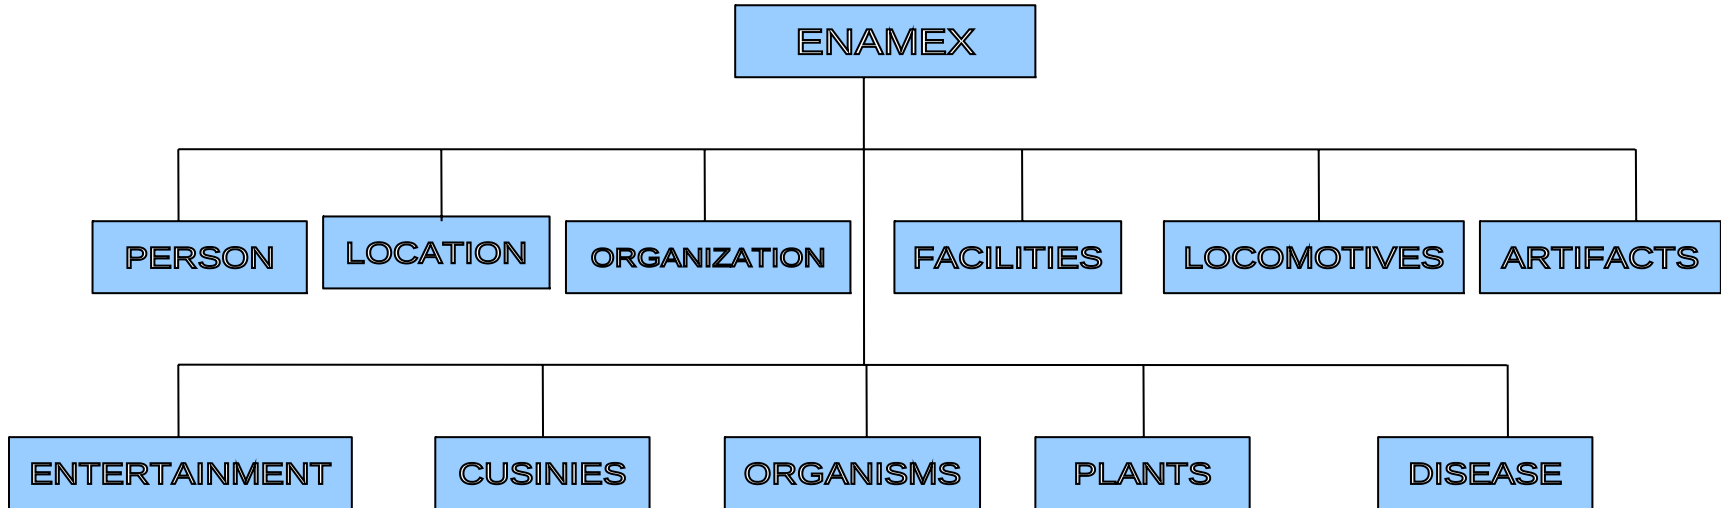 ENAMEX
PERSON
LOCATION
ORGANIZATION
FACILITIES
LOCOMOTIVES
ARTIFACTS
ENTERTAINMENT
CUSINIES
ORGANISMS
PLANTS
DISEASE